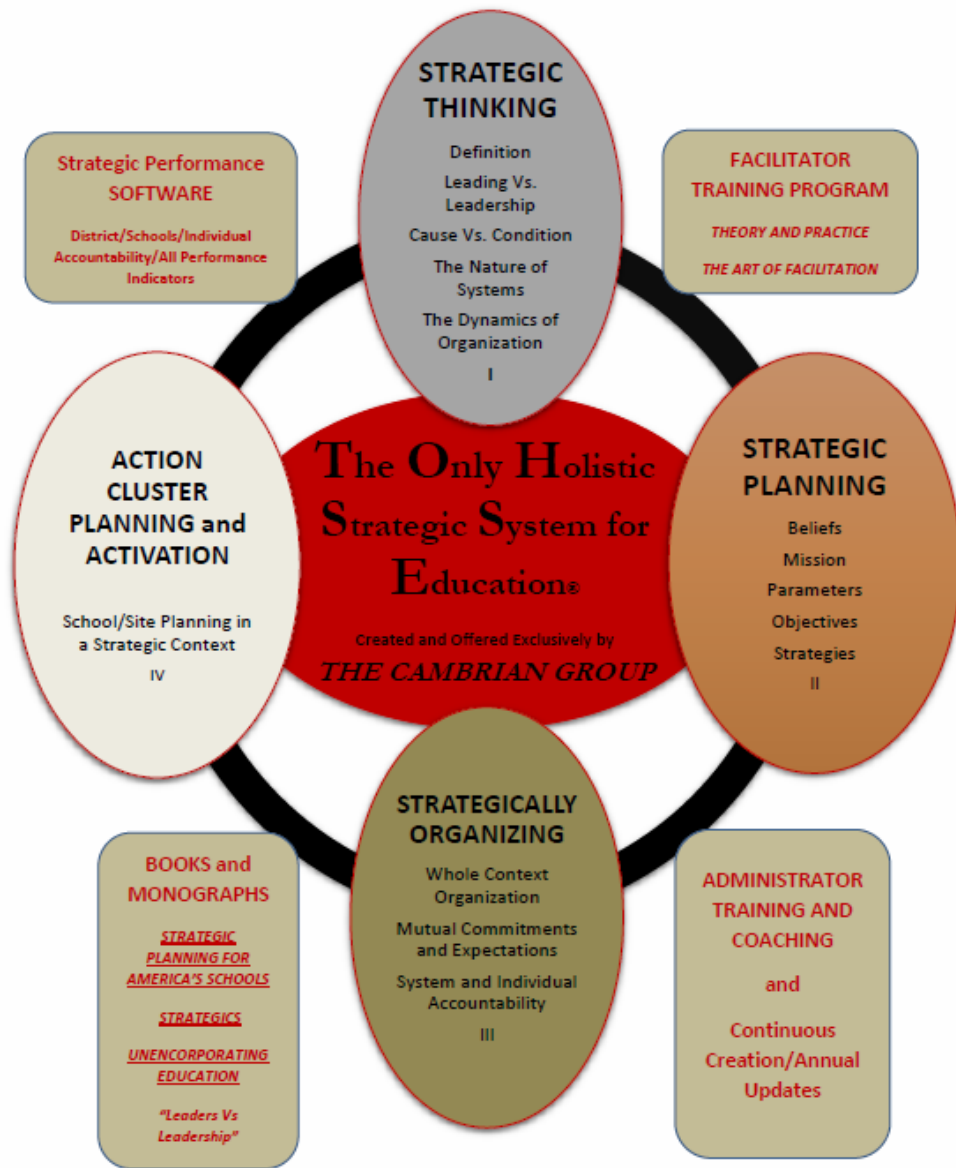 STRATEGIC
THINKING
Definition
Leading Vs.
Leadership
Cause Vs. Condition
The Nature of
Systems
The Dynamics of
Organization
I
Strategic Performance
SOFTWARE
District/Schools/Individual
Accountability/All Performance
Indicators
FACILITATOR
TRAINING PROGRAM
THEORY AND PRACTICE
THE ART OF FACILITATION
ACTION
CLUSTER
PLANNING and
ACTIVATION
School/Site Planning in
a Strategic Context
IV
The Only Holistic
Strategic System for
Education®
Created and Offered Exclusively by
THE CAMBRIAN GROUP
STRATEGIC
PLANNING
Beliefs
Mission
Parameters
Objectives
Strategies
II
STRATEGICALLY
ORGANIZING
Whole Context
Organization
Mutual Commitments
and Expectations
System and Individual
Accountability
III
BOOKS and
MONOGRAPHS
STRATEGIC
PLANNING FOR
AMERICA'S SCHOOLS
STRATEGICS
UNENCORPORATING
EDUCATION
"Leaders Vs
Leadership"
ADMINISTRATOR
TRAINING AND
COACHING
and
Continuous
Creation/Annual
Updates